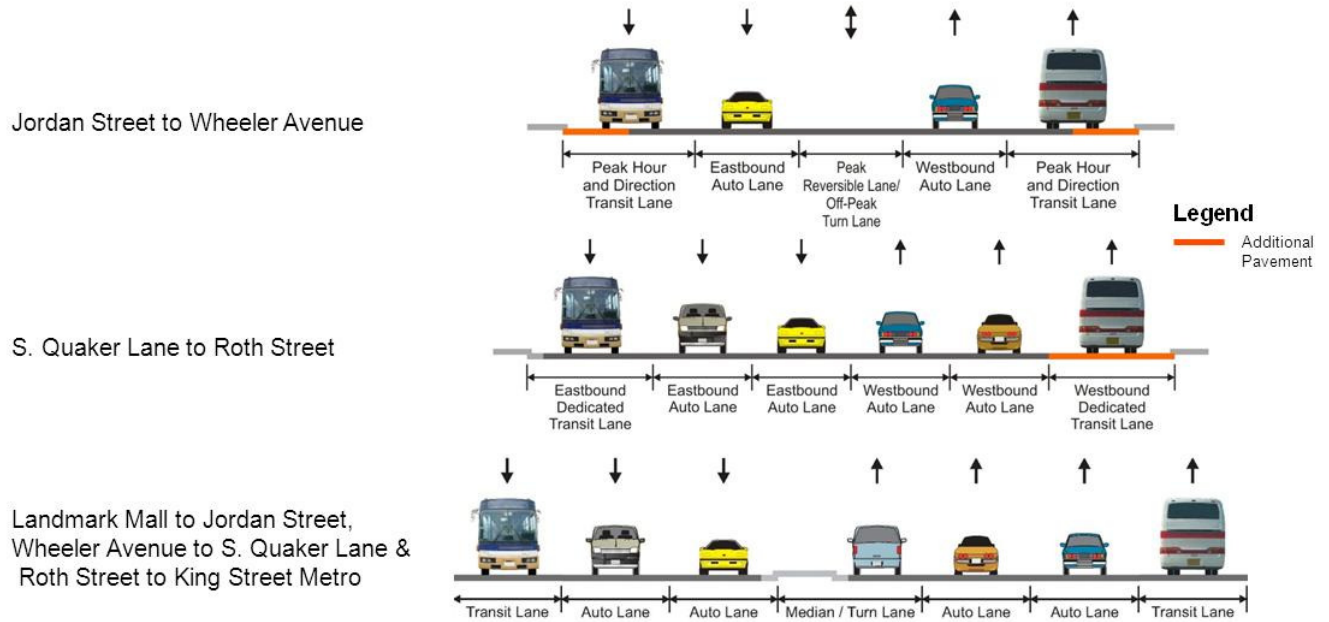 Jordan Street to Wheeler Avenue
Peak Hour
and Direction
Transit Lane
Eastbound
Auto Lane
Peak
Reversible Lane/
Off-Peak
Turn Lane
Westbound
Auto Lane
Peak Hour
and Direction
Transit Lane
Legend
Additional
Pavement
S. Quaker Lane to Roth Street
Eastbound
Dedicated
Transit Lane
Eastbound
Auto Lane
Eastbound
Auto Lane
Westbound
Auto Lane
Westbound
Auto Lane
Westbound
Dedicated
Transit Lane
Landmark Mall to Jordan Street,
Wheeler Avenue to S. Quaker Lane &
Roth Street to King Street Metro
Transit Lane
Auto Lane
Auto Lane
Median / Turn Lane
Auto Lane
Auto Lane
Transit Lane